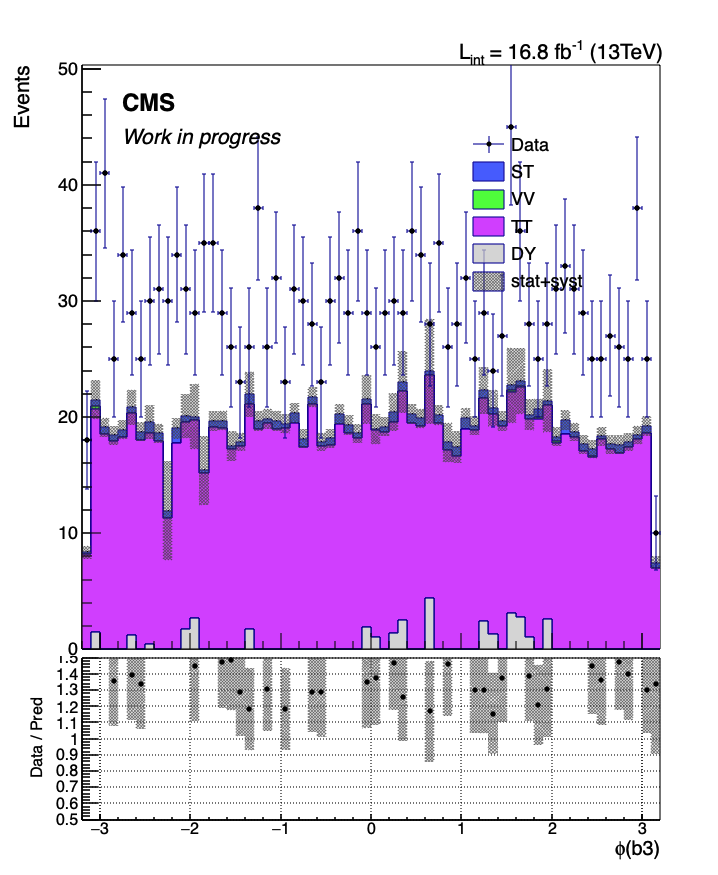 L_int = 16.8 fb^-1 (13TeV)
Events
CMS
Work in progress
Data
ST
VV
TT
DY
stat+syst
50
40
30
20
10
0
Data / Pred
1.5
1.4
1.3
1.2
1.1
1
0.9
0.8
0.7
0.6
0.5
−3 −2 −1 0 1 2 3
ϕ(b3)